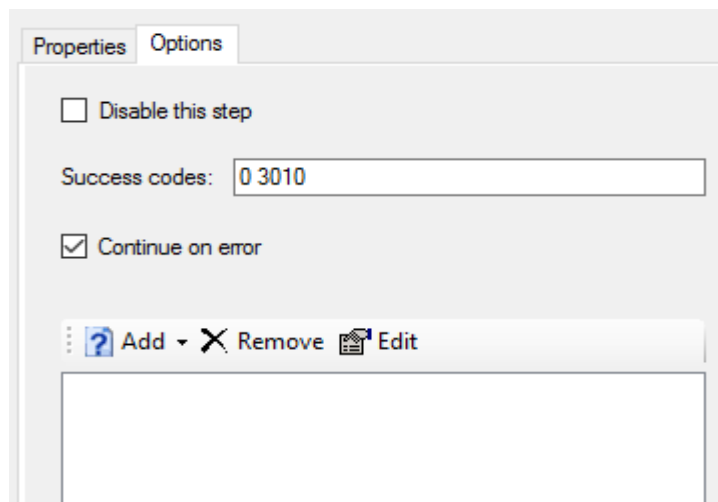 Properties Options
Disable this step
Success codes: 0 3010
Continue on error
Add Remove Edit